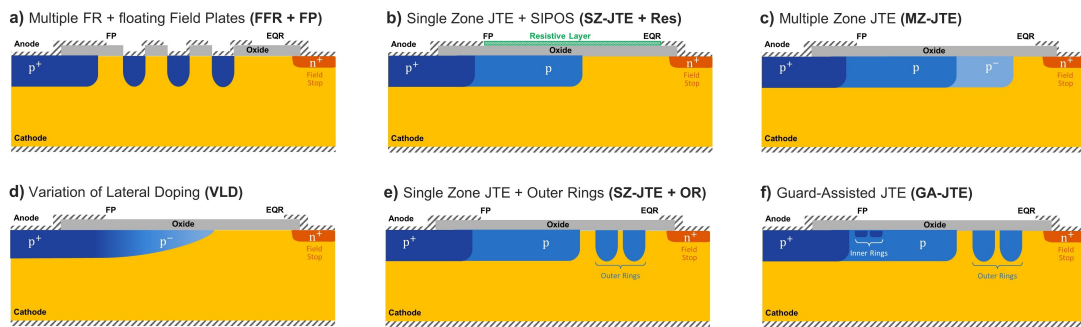 a) Multiple FR + floating Field Plates (FFR + FP)
Anode
FP
EQR
Oxide
p+
n+
Field
Stop
Cathode
b) Single Zone JTE + SIPOS (SZ-JTE + Res)
Anode
FP
Resistive Layer
EQR
Oxide
p+
p
n+
Field
Stop
Cathode
c) Multiple Zone JTE (MZ-JTE)
Anode
FP
EQR
Oxide
p+
p
p−
n+
Field
Stop
Cathode
d) Variation of Lateral Doping (VLD)
Anode
FP
EQR
Oxide
p+
p−
n+
Field
Stop
Cathode
e) Single Zone JTE + Outer Rings (SZ-JTE + OR)
Anode
FP
EQR
Oxide
p+
p
n+
Field
Stop
Outer Rings
Cathode
f) Guard-Assisted JTE (GA-JTE)
Anode
FP
EQR
Oxide
p+
p
n+
Inner Rings
Field
Stop
Outer Rings
Cathode